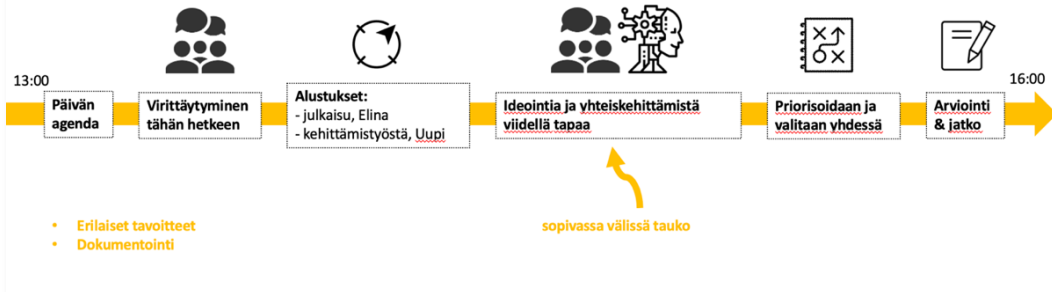 13:00
16:00
Päivän
agenda
Virittäytyminen
tähän hetkeen
Alustukset:
- julkaisu, Elina
- kehittämistyöstä, Uupi
Ideointia ja yhteiskehittämistä
viidellä tapaa
Priorisoidaan ja
valitaan yhdessä
Arviointi
& jatko
• Erilaiset tavoitteet
• Dokumentointi
sopivassa välissä tauko